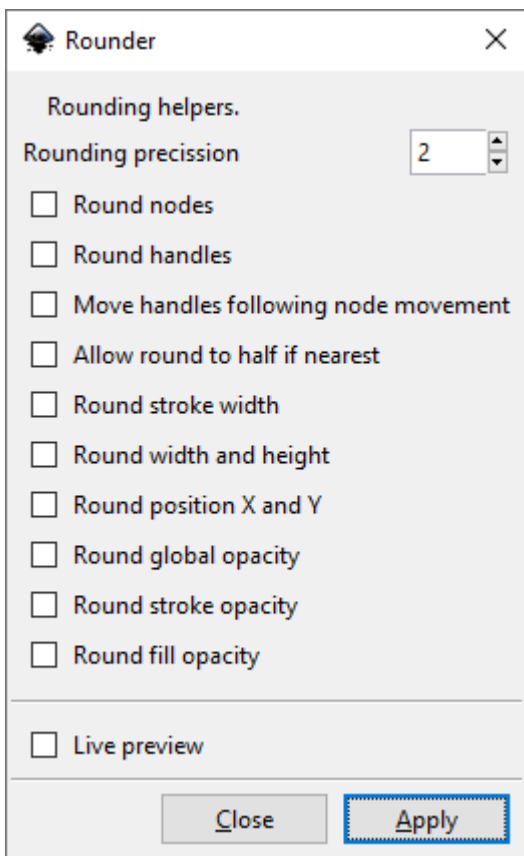 Rounder
Rounding helpers.
Rounding precission 2
Round nodes
Round handles
Move handles following node movement
Allow round to half if nearest
Round stroke width
Round width and height
Round position X and Y
Round global opacity
Round stroke opacity
Round fill opacity
Live preview
Close Apply